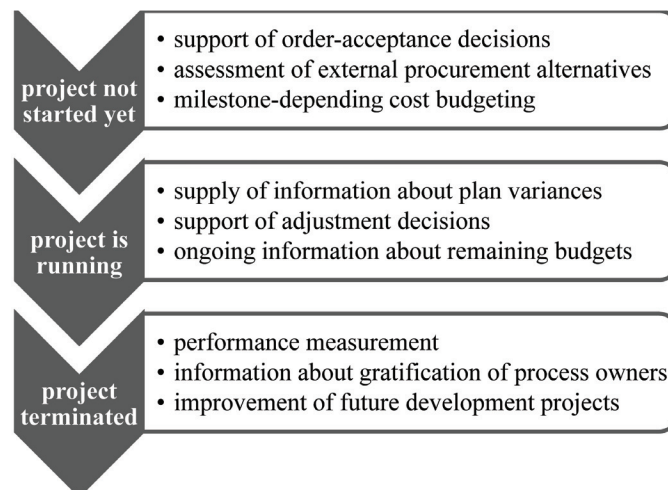 project not
started yet
• support of order-acceptance decisions
• assessment of external procurement alternatives
• milestone-depending cost budgeting
project is
running
• supply of information about plan variances
• support of adjustment decisions
• ongoing information about remaining budgets
project
terminated
• performance measurement
• information about gratification of process owners
• improvement of future development projects